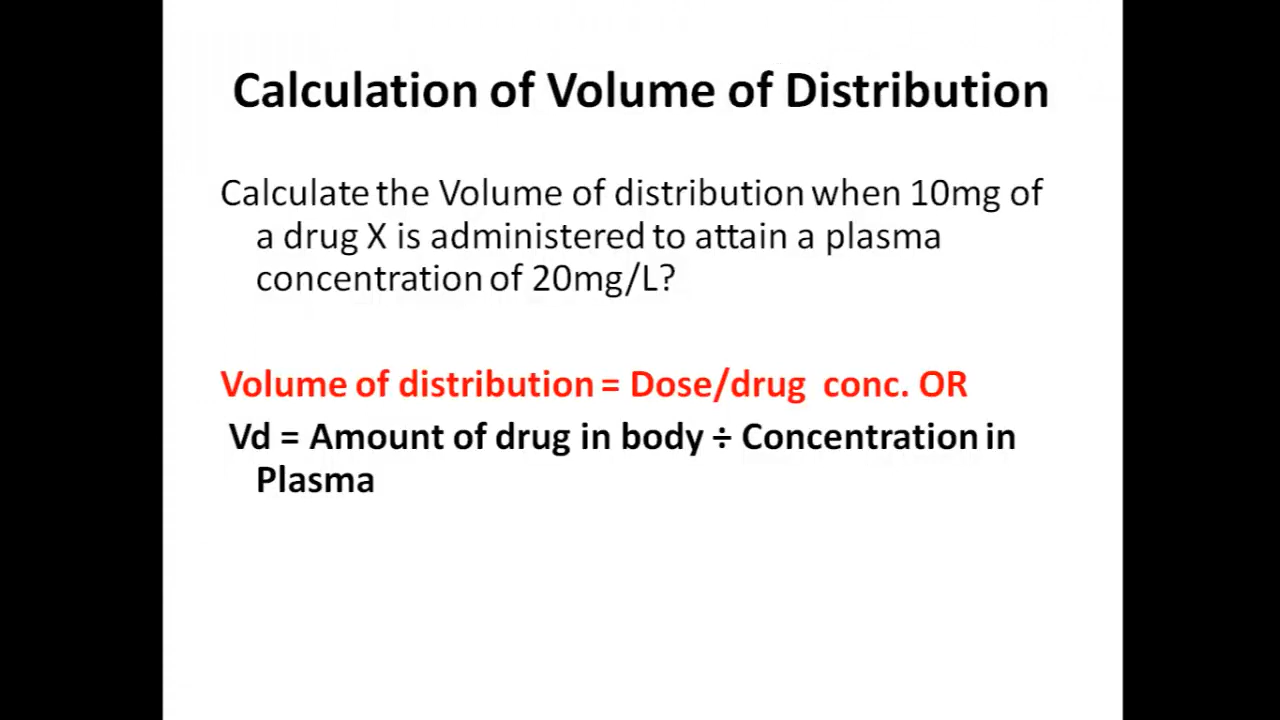 Calculation of Volume of Distribution
Calculate the Volume of distribution when 10mg of
a drug X is administered to attain a plasma
concentration of 20mg/L?
Volume of distribution = Dose/drug conc. OR
Vd = Amount of drug in body ÷ Concentration in
Plasma